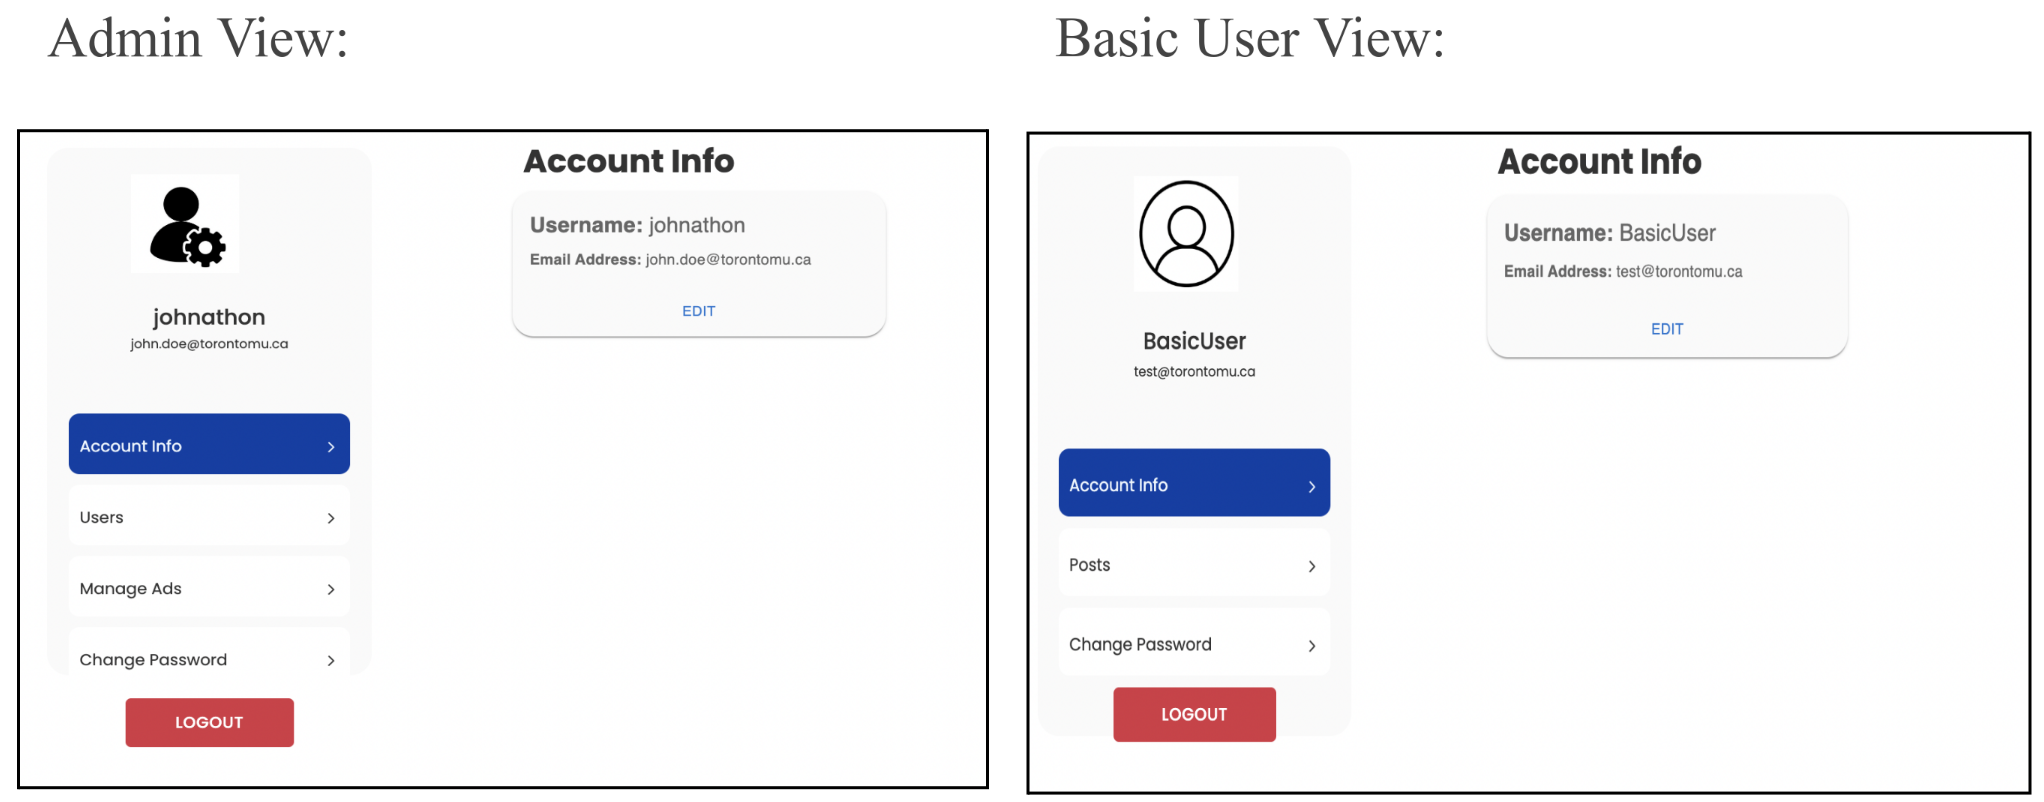 Admin View:
johnathon
john.doe@torontomu.ca
Account Info
Users
Manage Ads
Change Password
LOGOUT
Account Info
Username: johnathon
Email Address: john.doe@torontomu.ca
EDIT
Basic User View:
BasicUser
test@torontomu.ca
Account Info
Posts
Change Password
LOGOUT
Account Info
Username: BasicUser
Email Address: test@torontomu.ca
EDIT